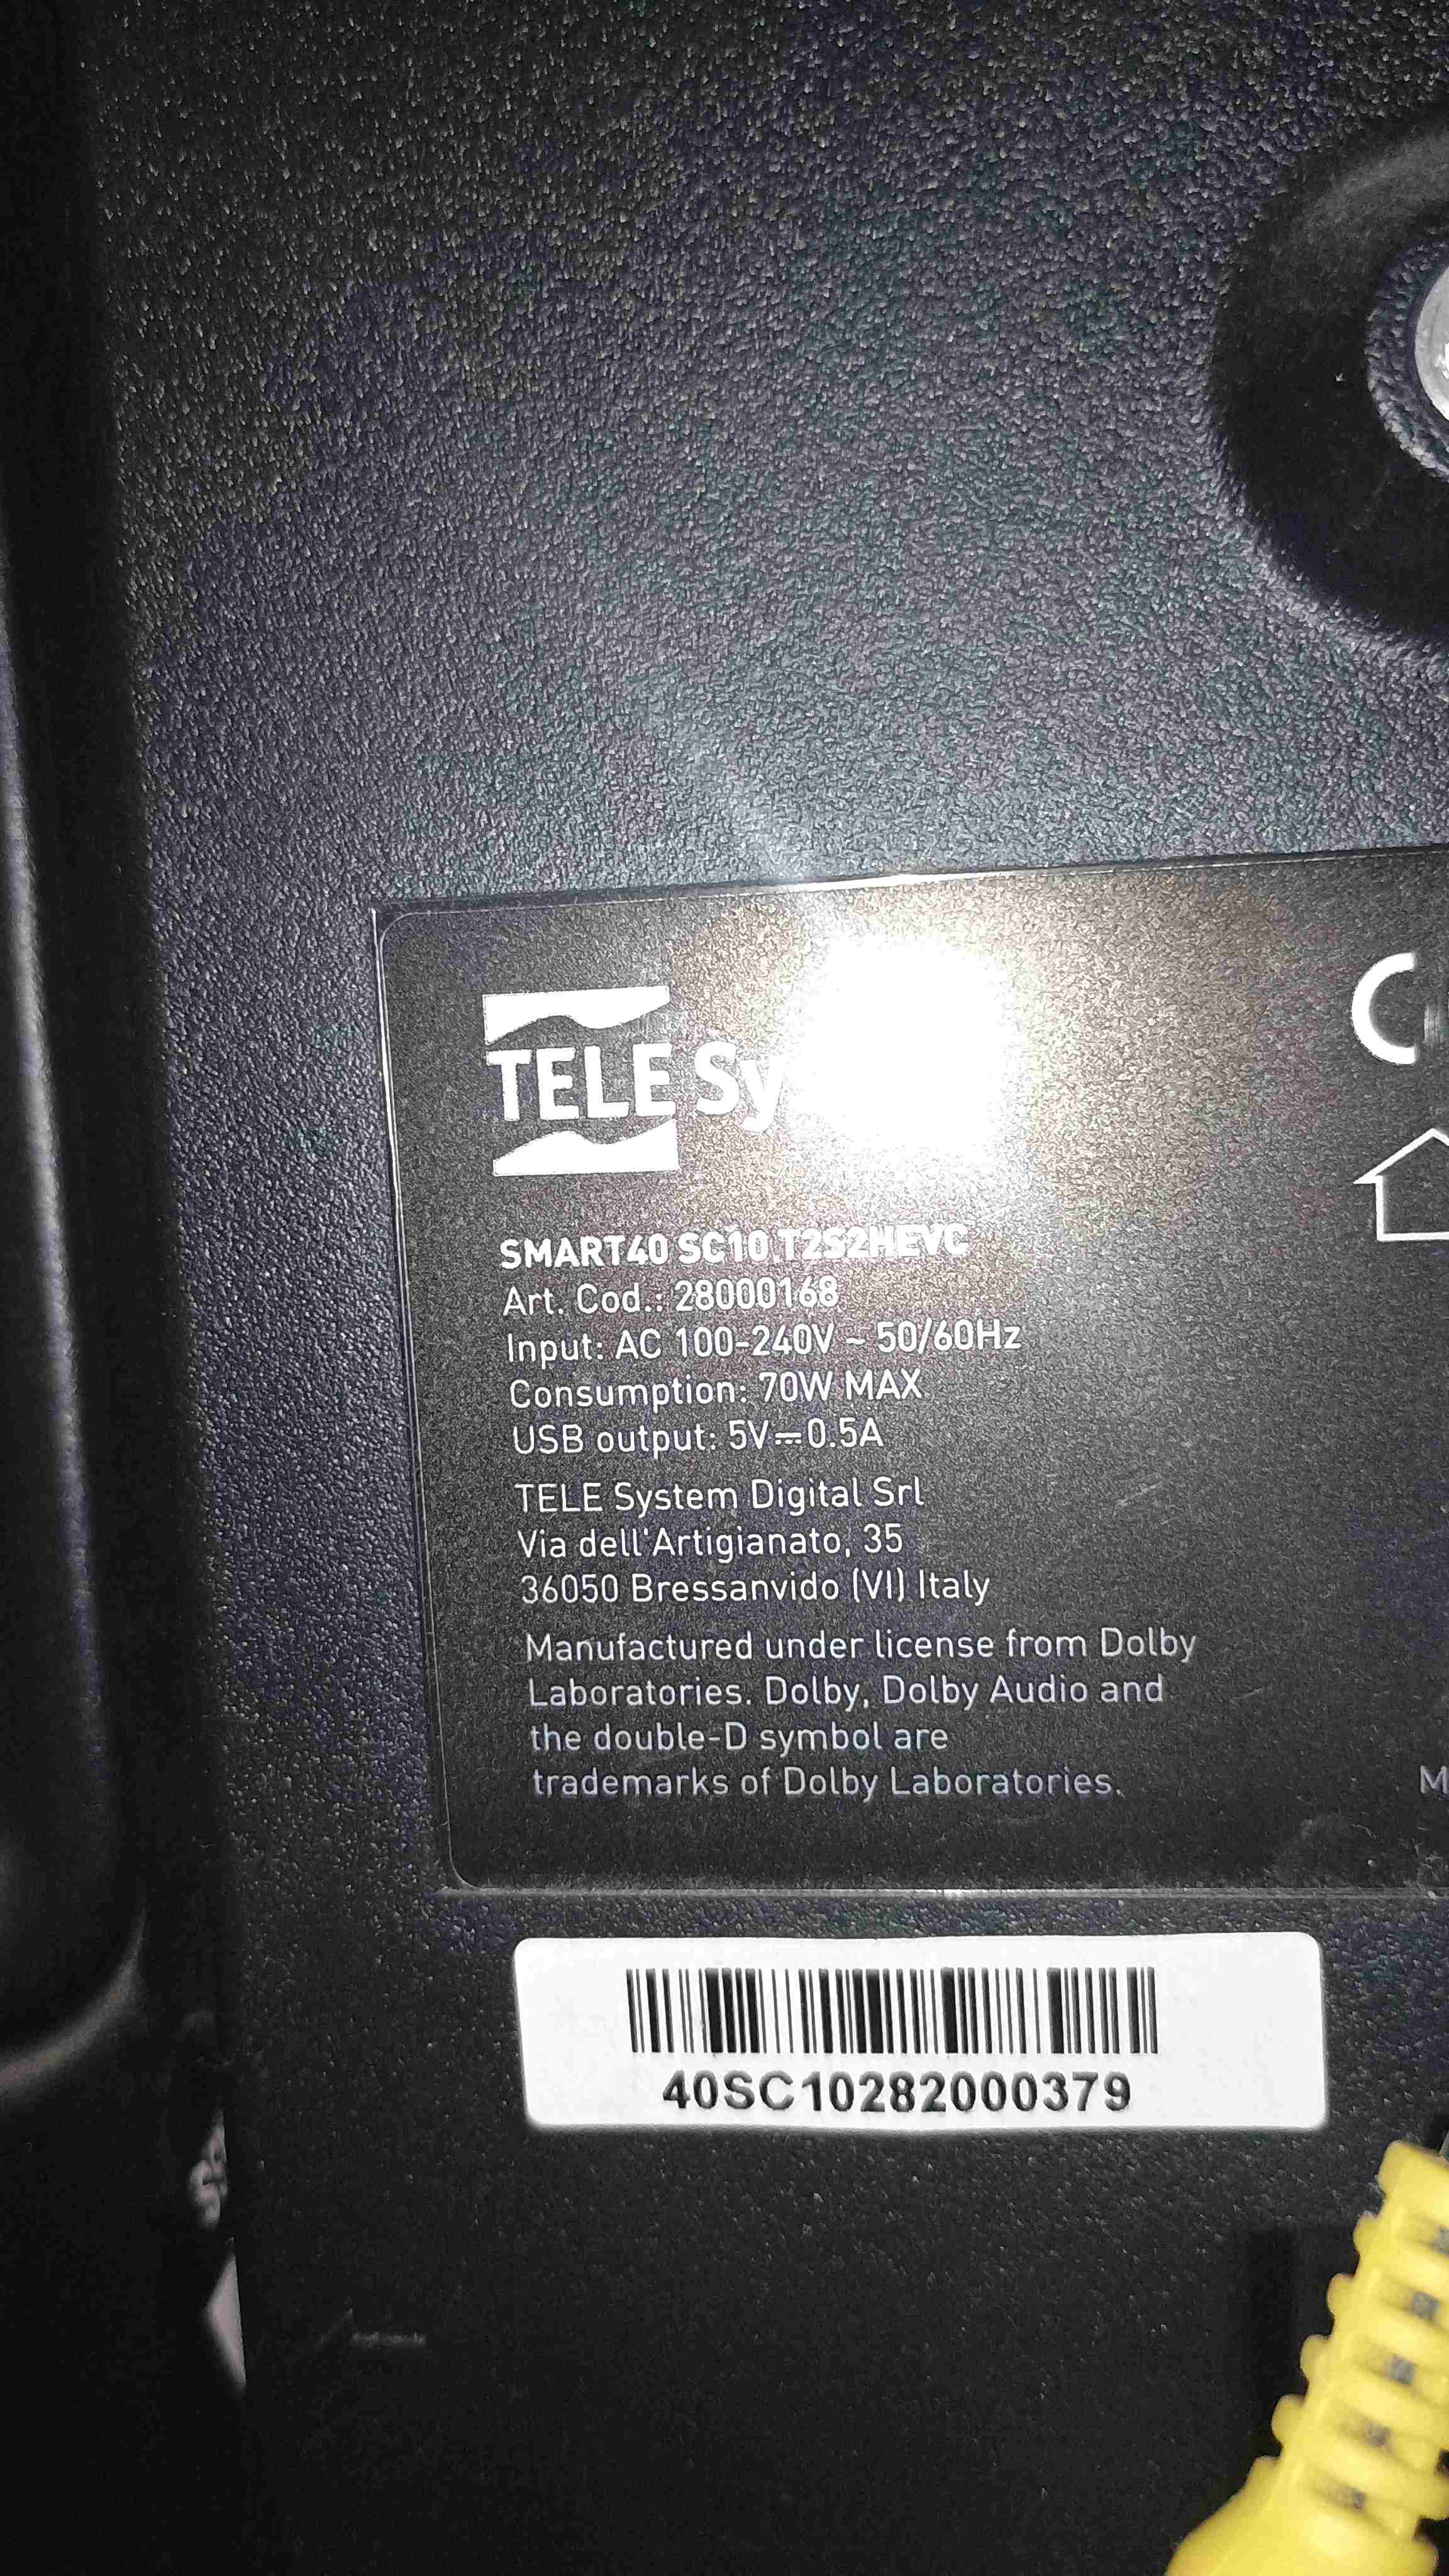 TELE Sy
SMART40 SC10 T2S2HEVC
Art. Cod.: 28000168
Input: AC 100-240V ~ 50/60Hz
Consumption: 70W MAX
USB output: 5V⎓0.5A
TELE System Digital Srl
Via dell'Artigianato, 35
36050 Bressanvido (VI) Italy
Manufactured under license from Dolby
Laboratories. Dolby, Dolby Audio and
the double-D symbol are
trademarks of Dolby Laboratories.
40SC10282000379